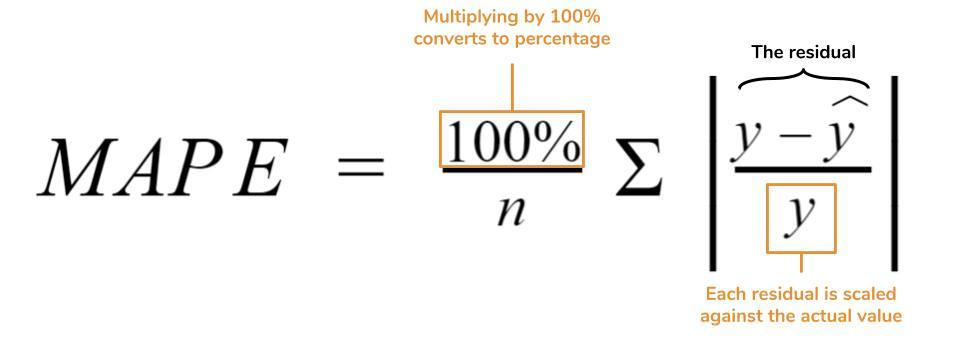 Multiplying by 100%
converts to percentage
The residual
MAPE = 100%/n Σ |(y − ŷ)/y|
Each residual is scaled
against the actual value